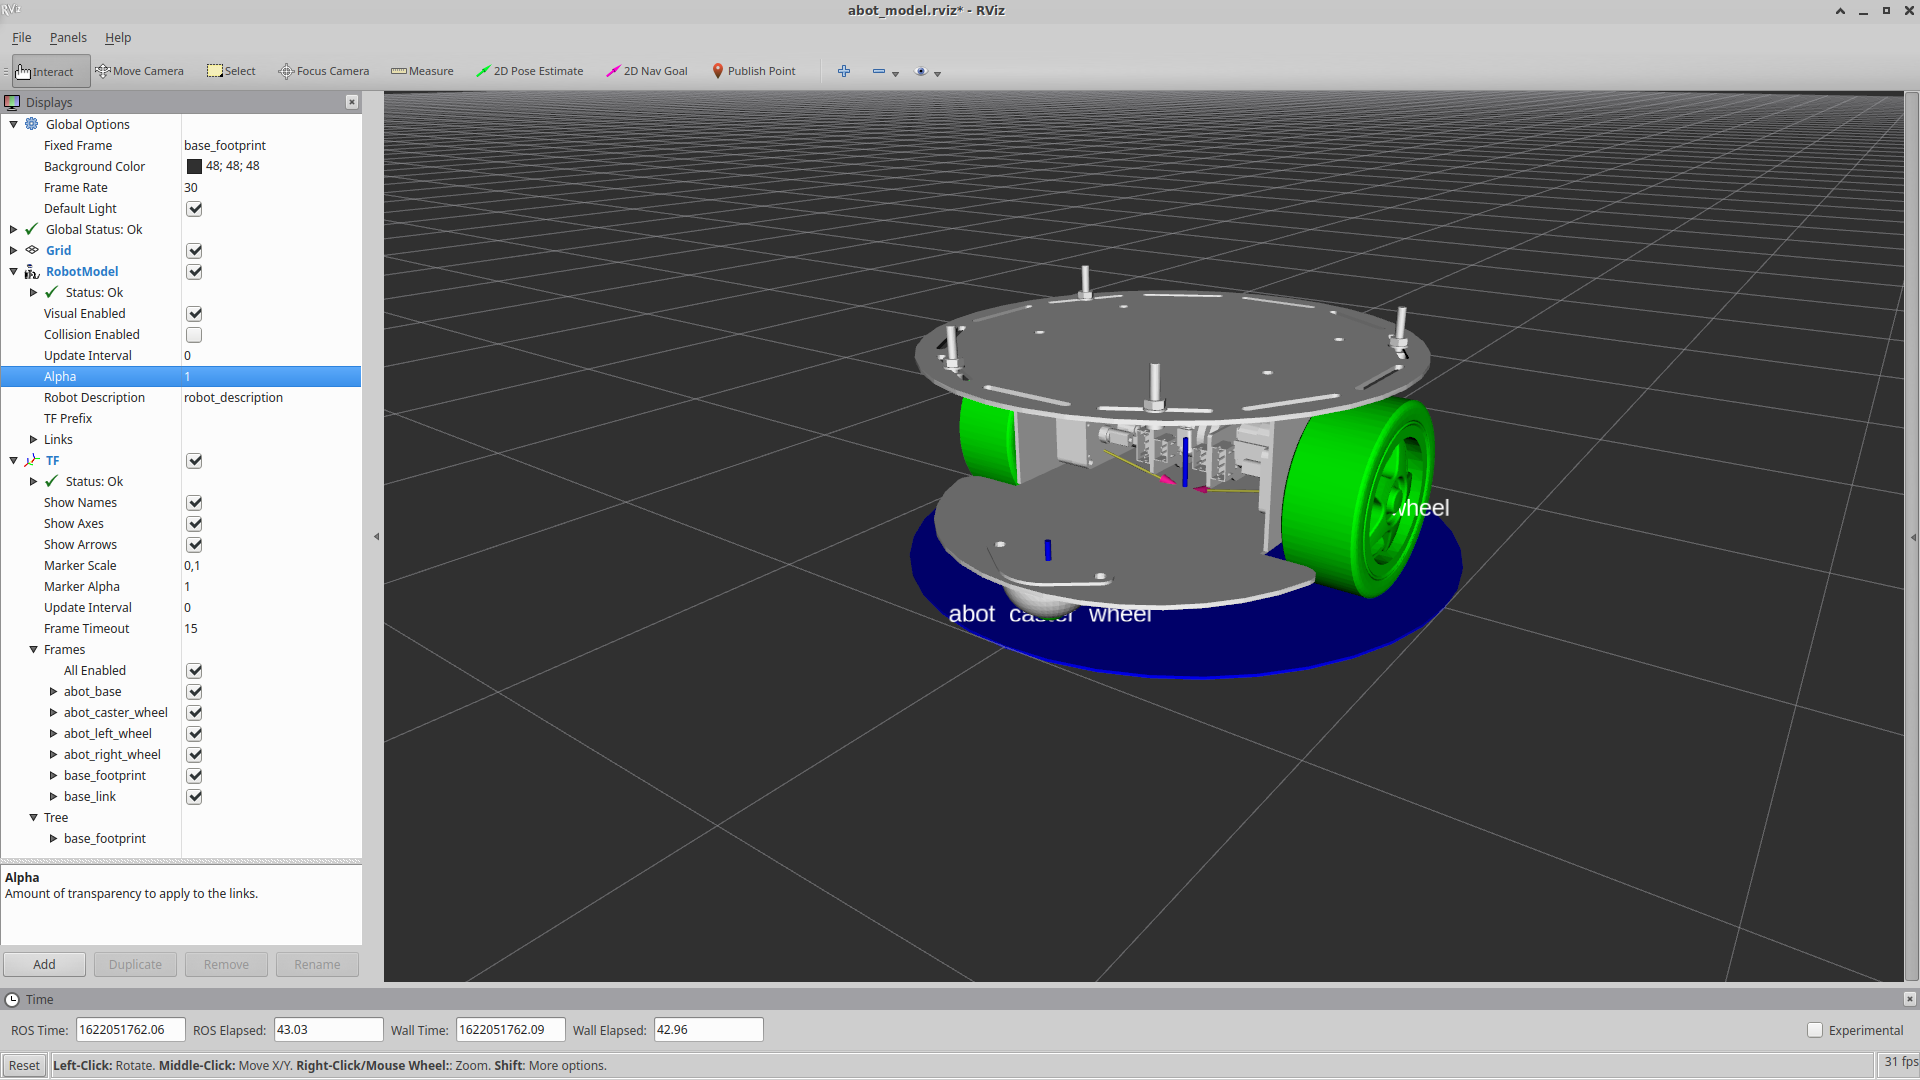 abot_model.rviz* - RViz
File Panels Help
Interact Move Camera Select Focus Camera Measure 2D Pose Estimate 2D Nav Goal Publish Point
Displays
Global Options
Fixed Frame base_footprint
Background Color 48; 48; 48
Frame Rate 30
Default Light
Global Status: Ok
Grid
RobotModel
Status: Ok
Visual Enabled
Collision Enabled
Update Interval 0
Alpha 1
Robot Description robot_description
TF Prefix
Links
TF
Status: Ok
Show Names
Show Axes
Show Arrows
Marker Scale 0,1
Marker Alpha 1
Update Interval 0
Frame Timeout 15
Frames
All Enabled
abot_base
abot_caster_wheel
abot_left_wheel
abot_right_wheel
base_footprint
base_link
Tree
base_footprint
Alpha
Amount of transparency to apply to the links.
Add Duplicate Remove Rename
wheel
abot caster wheel
Time
ROS Time: 1622051762.06 ROS Elapsed: 43.03 Wall Time: 1622051762.09 Wall Elapsed: 42.96 Experimental
Reset Left-Click: Rotate. Middle-Click: Move X/Y. Right-Click/Mouse Wheel:: Zoom. Shift: More options. 31 fps